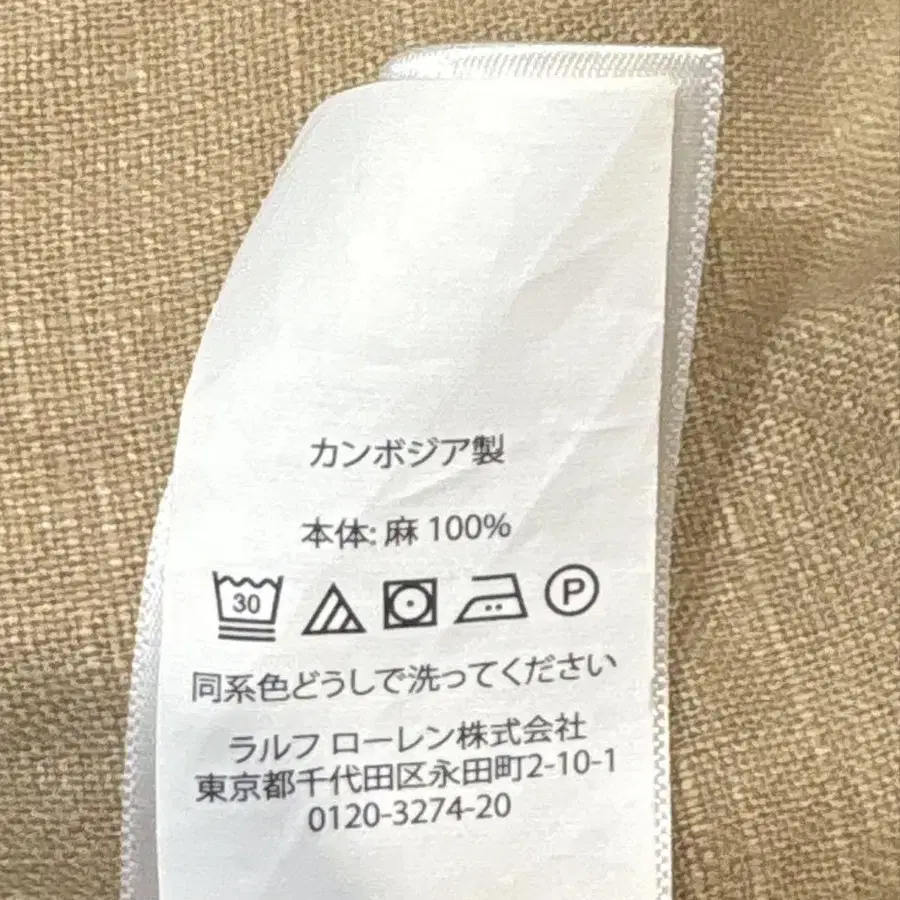 カンボジア製
本体: 麻 100%
30 P
同系色どうしで洗ってください
ラルフ ローレン株式会社
東京都千代田区永田町2-10-1
0120-3274-20